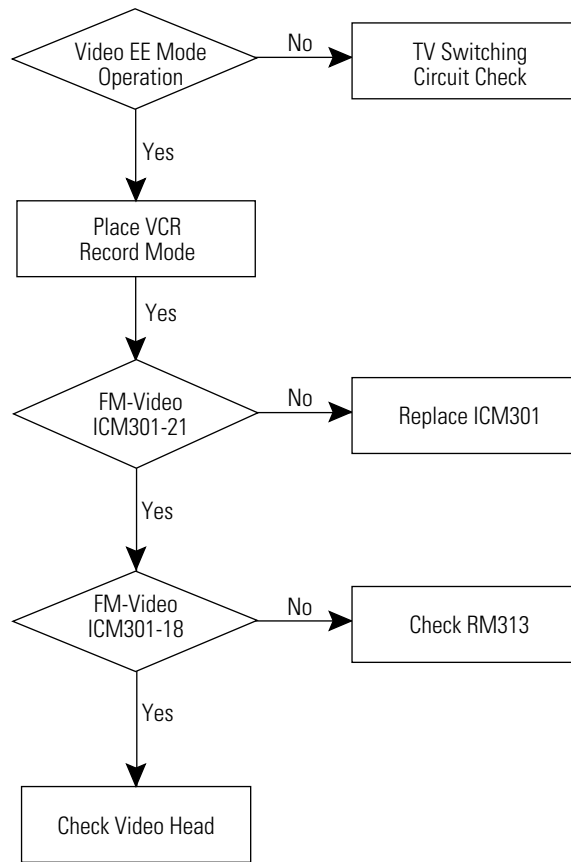 Video EE Mode
Operation
No
TV Switching
Circuit Check
Yes
Place VCR
Record Mode
Yes
FM-Video
ICM301-21
No
Replace ICM301
Yes
FM-Video
ICM301-18
No
Check RM313
Yes
Check Video Head